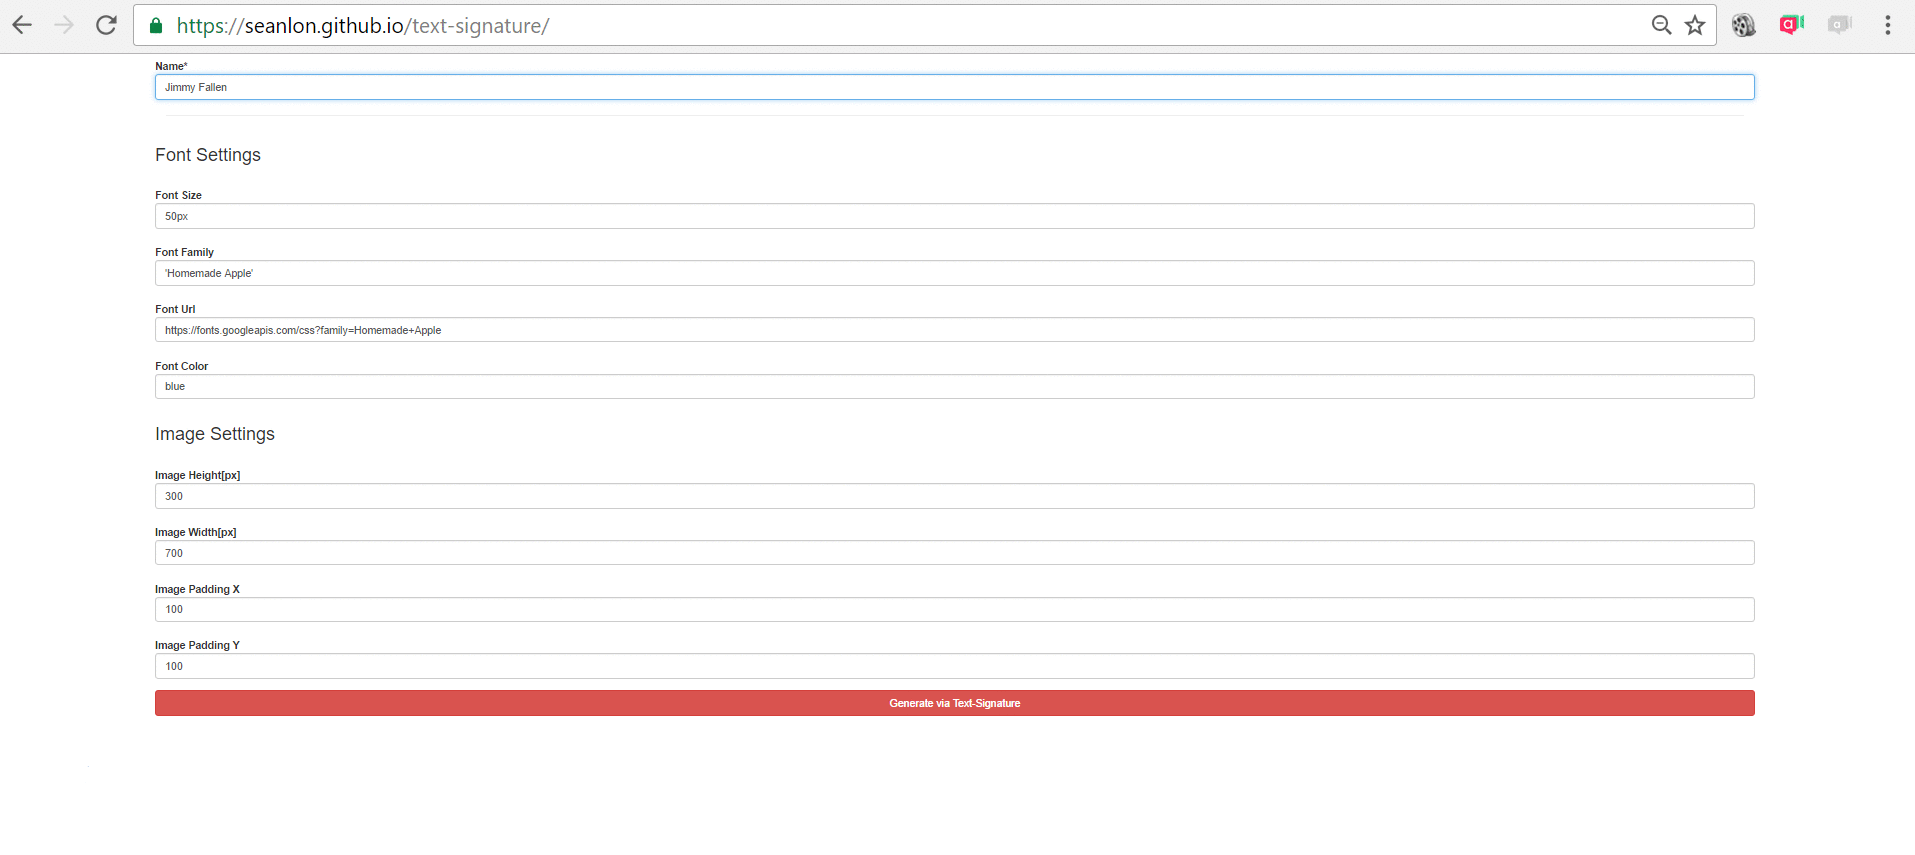 https://seanlon.github.io/text-signature/
Name*
Jimmy Fallen
Font Settings
Font Size
50px
Font Family
'Homemade Apple'
Font Url
https://fonts.googleapis.com/css?family=Homemade+Apple
Font Color
blue
Image Settings
Image Height[px]
300
Image Width[px]
700
Image Padding X
100
Image Padding Y
100
Generate via Text-Signature